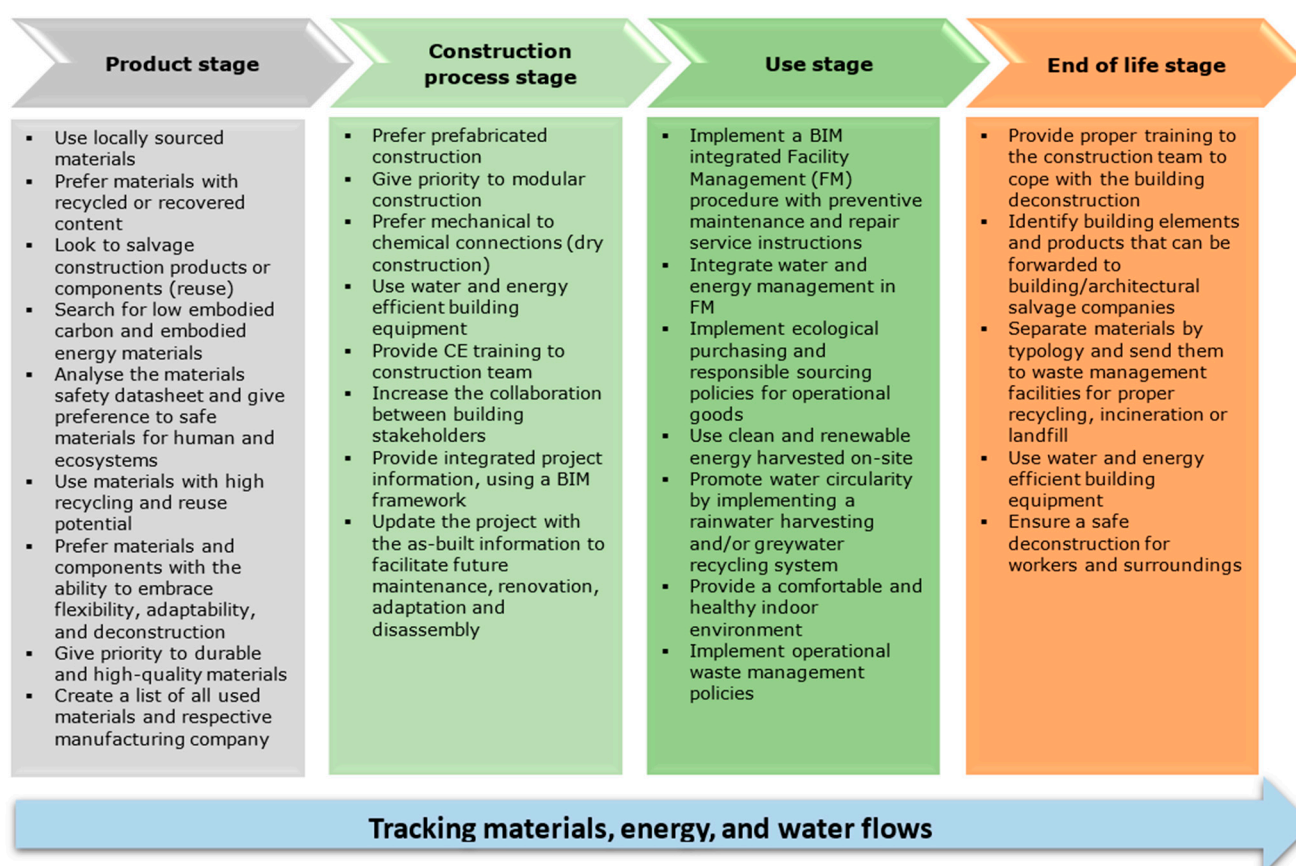 Product stage
▪ Use locally sourced
materials
▪ Prefer materials with
recycled or recovered
content
▪ Look to salvage
construction products or
components (reuse)
▪ Search for low embodied
carbon and embodied
energy materials
▪ Analyse the materials
safety datasheet and give
preference to safe
materials for human and
ecosystems
▪ Use materials with high
recycling and reuse
potential
▪ Prefer materials and
components with the
ability to embrace
flexibility, adaptability,
and deconstruction
▪ Give priority to durable
and high-quality materials
▪ Create a list of all used
materials and respective
manufacturing company
Construction
process stage
▪ Prefer prefabricated
construction
▪ Give priority to modular
construction
▪ Prefer mechanical to
chemical connections (dry
construction)
▪ Use water and energy
efficient building
equipment
▪ Provide CE training to
construction team
▪ Increase the collaboration
between building
stakeholders
▪ Provide integrated project
information, using a BIM
framework
▪ Update the project with
the as-built information to
facilitate future
maintenance, renovation,
adaptation and
disassembly
Use stage
▪ Implement a BIM
integrated Facility
Management (FM)
procedure with preventive
maintenance and repair
service instructions
▪ Integrate water and
energy management in
FM
▪ Implement ecological
purchasing and
responsible sourcing
policies for operational
goods
▪ Use clean and renewable
energy harvested on-site
▪ Promote water circularity
by implementing a
rainwater harvesting
and/or greywater
recycling system
▪ Provide a comfortable and
healthy indoor
environment
▪ Implement operational
waste management
policies
End of life stage
▪ Provide proper training to
the construction team to
cope with the building
deconstruction
▪ Identify building elements
and products that can be
forwarded to
building/architectural
salvage companies
▪ Separate materials by
typology and send them
to waste management
facilities for proper
recycling, incineration or
landfill
▪ Use water and energy
efficient building
equipment
▪ Ensure a safe
deconstruction for
workers and surroundings
Tracking materials, energy, and water flows